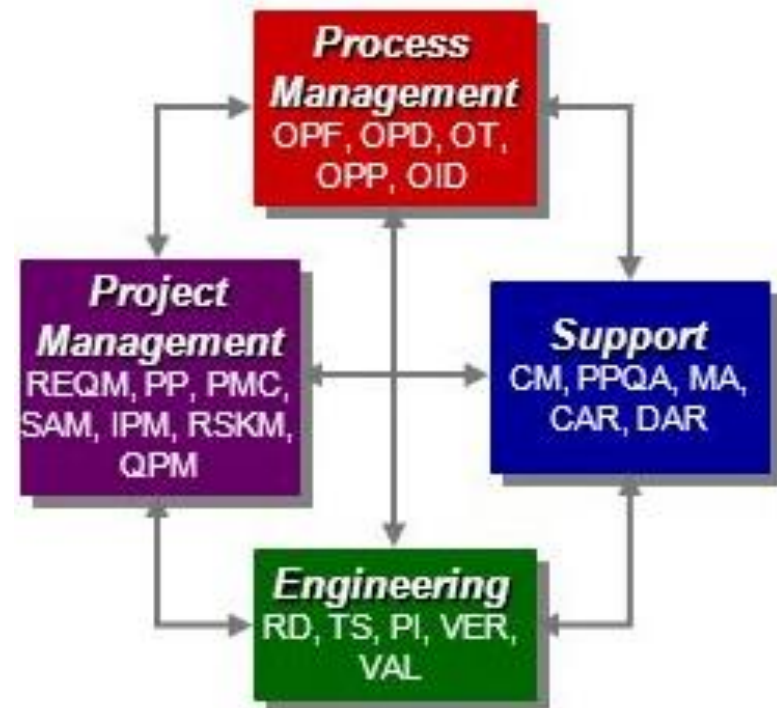 Process
Management
OPF, OPD, OT,
OPP, OID
Project
Management
REQM, PP, PMC,
SAM, IPM, RSKM,
QPM
Support
CM, PPQA, MA,
CAR, DAR
Engineering
RD, TS, PI, VER,
VAL